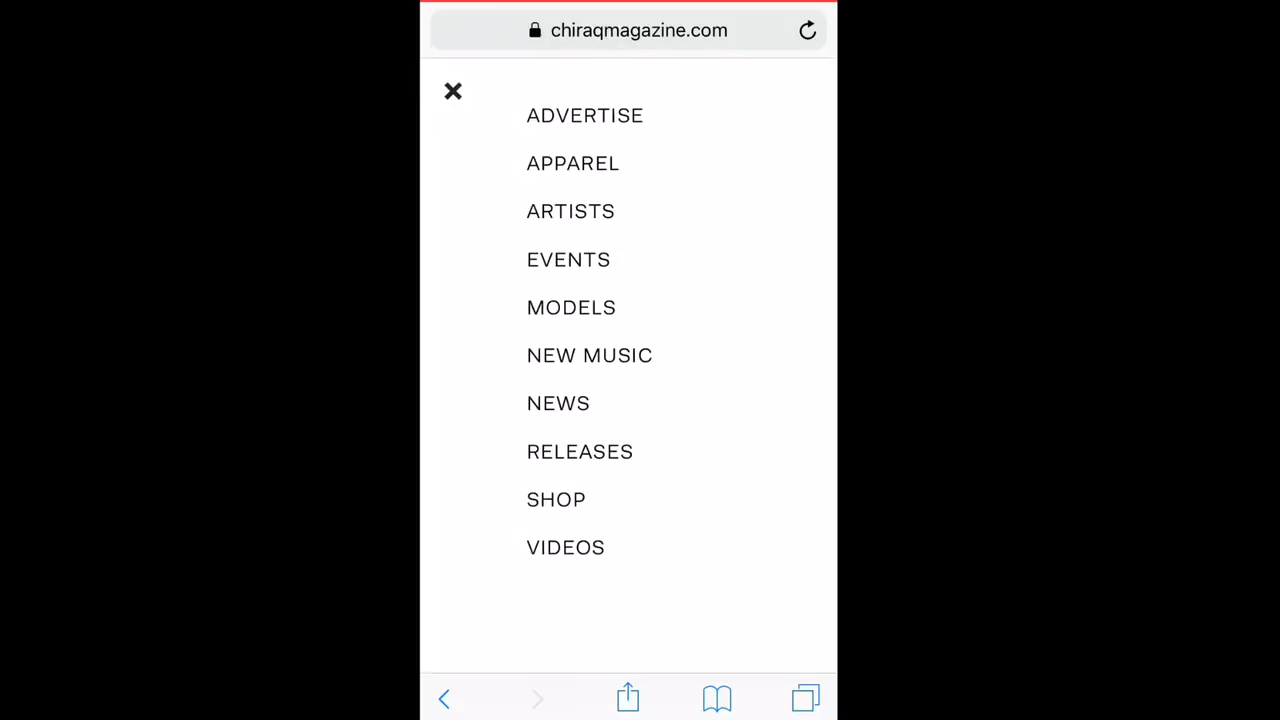 chiraqmagazine.com
ADVERTISE
APPAREL
ARTISTS
EVENTS
MODELS
NEW MUSIC
NEWS
RELEASES
SHOP
VIDEOS